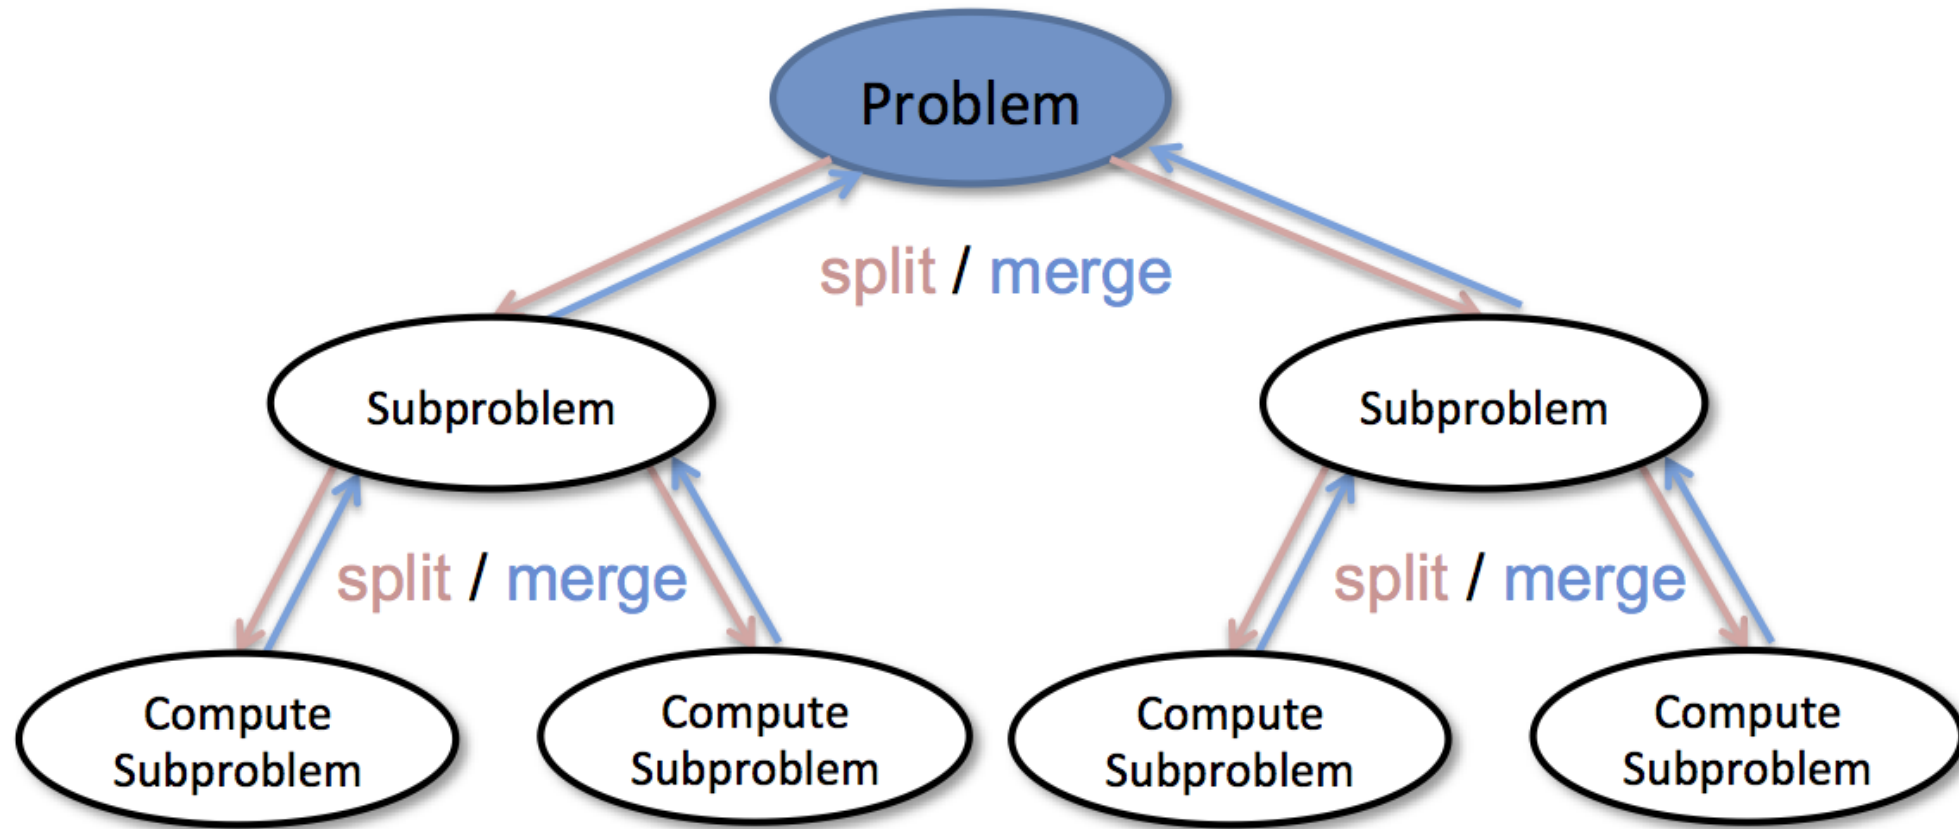 Problem
split / merge
Subproblem
Subproblem
split / merge
split / merge
Compute
Subproblem
Compute
Subproblem
Compute
Subproblem
Compute
Subproblem